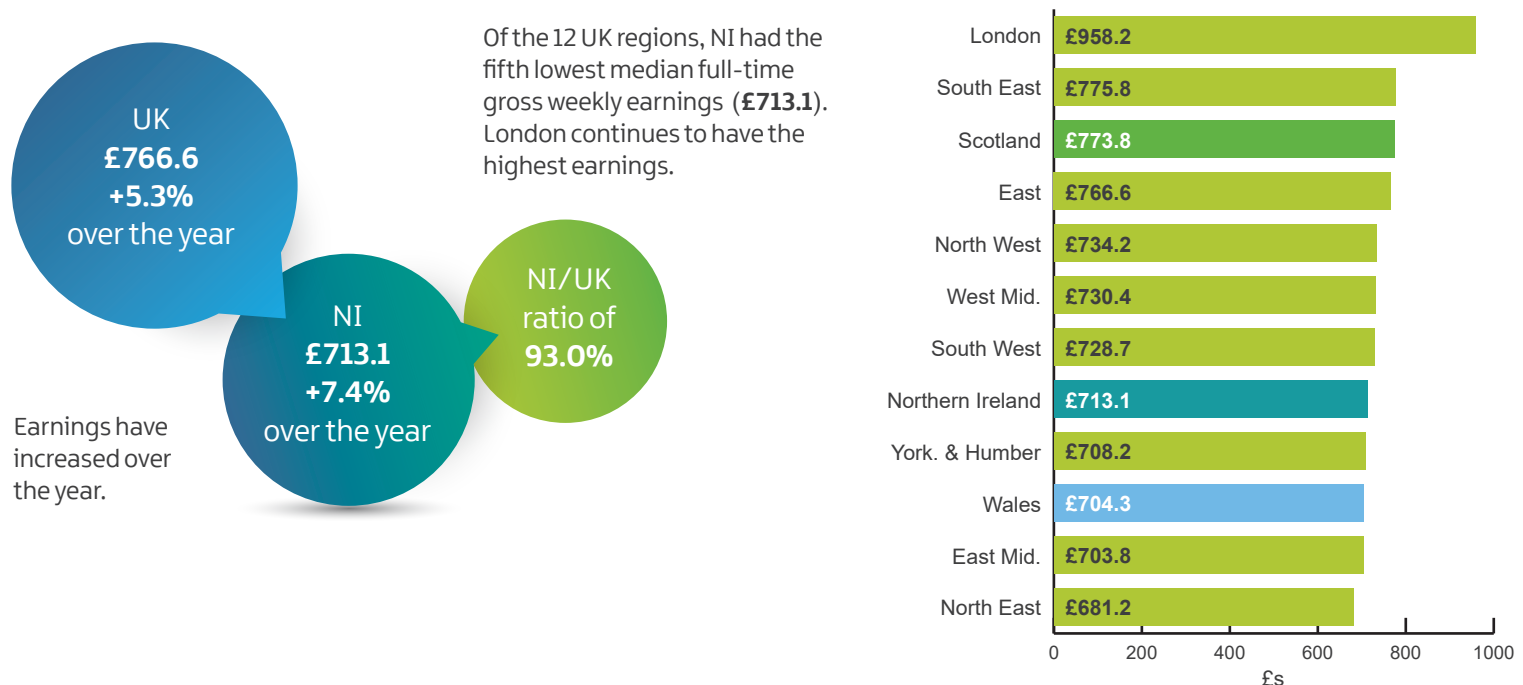 UK
£766.6
+5.3%
over the year
NI
£713.1
+7.4%
over the year
NI/UK
ratio of
93.0%
Earnings have
increased over
the year.
Of the 12 UK regions, NI had the
fifth lowest median full-time
gross weekly earnings (£713.1).
London continues to have the
highest earnings.
London £958.2
South East £775.8
Scotland £773.8
East £766.6
North West £734.2
West Mid. £730.4
South West £728.7
Northern Ireland £713.1
York. & Humber £708.2
Wales £704.3
East Mid. £703.8
North East £681.2
0 200 400 600 800 1000
£s